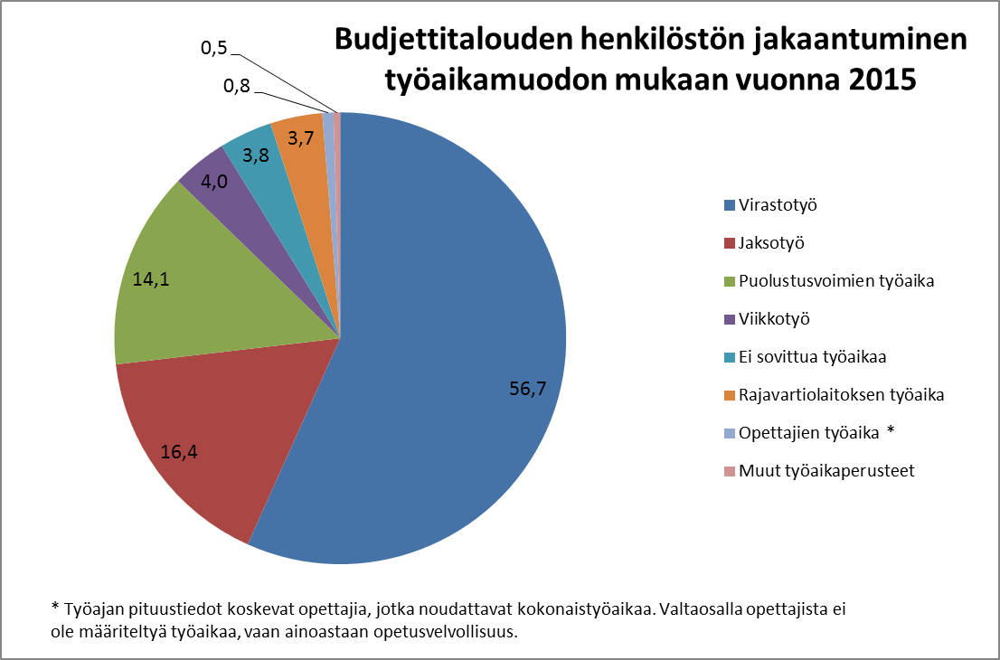 Budjettitalouden henkilöstön jakaantuminen
työaikamuodon mukaan vuonna 2015
0,5
0,8
3,7
3,8
4,0
14,1
16,4
56,7
Virastotyö
Jaksotyö
Puolustusvoimien työaika
Viikkotyö
Ei sovittua työaikaa
Rajavartiolaitoksen työaika
Opettajien työaika *
Muut työaikaperusteet
* Työajan pituustiedot koskevat opettajia, jotka noudattavat kokonaistyöaikaa. Valtaosalla opettajista ei
ole määriteltyä työaikaa, vaan ainoastaan opetusvelvollisuus.